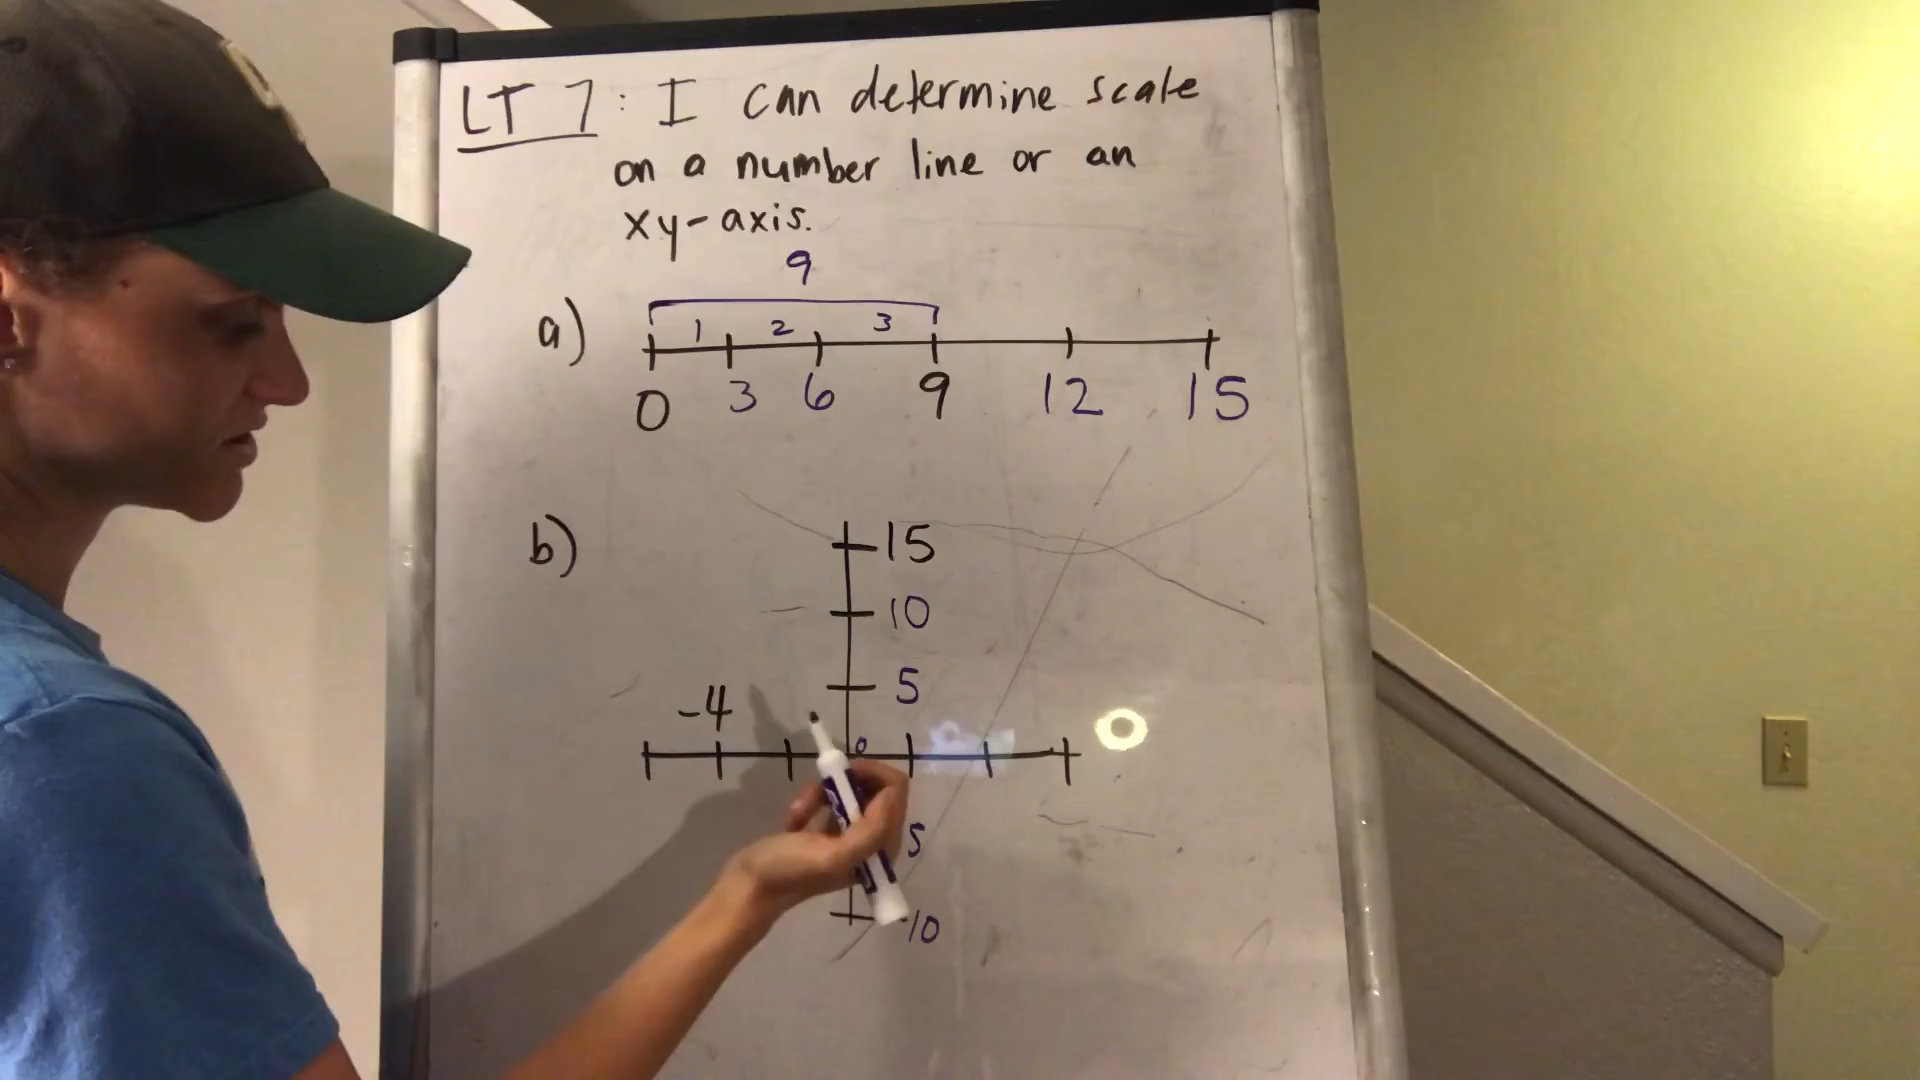 LT 7: I can determine scale
on a number line or an
xy-axis.
9
a)
1 2 3
0 3 6 9 12 15
b)
15
10
5
-4
0
5
-10